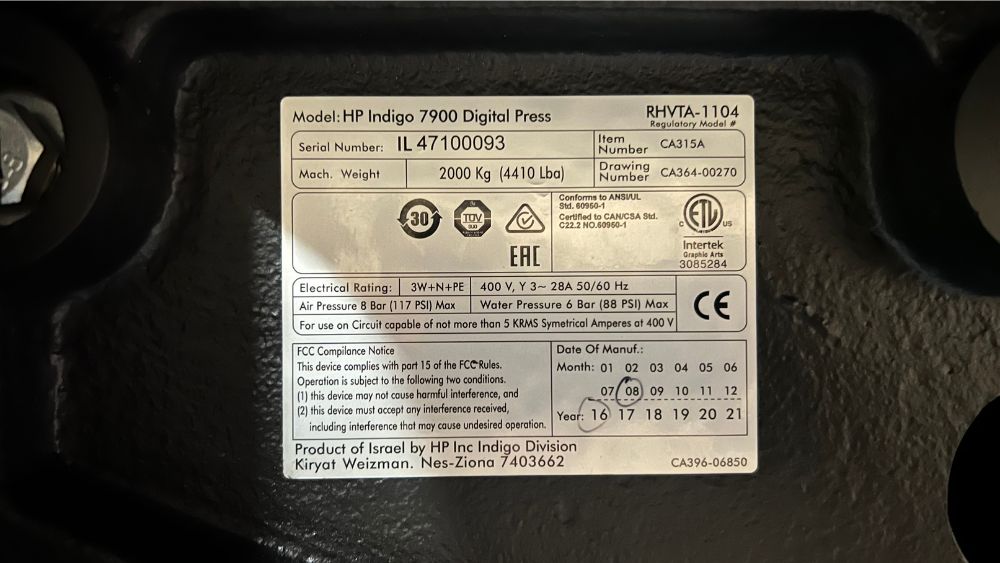 Model: HP Indigo 7900 Digital Press
RHVTA-1104
Regulatory Model #
Serial Number: IL 47100093
Item Number CA315A
Mach. Weight 2000 Kg (4410 Lba)
Drawing Number CA364-00270
30
TÜV
EAC
Conforms to ANSI/UL
Std. 60950-1
Certified to CAN/CSA Std.
C22.2 NO.60950-1
C ETL US
Intertek
Graphic Arts
3085284
Electrical Rating: 3W+N+PE 400 V, Y 3~ 28A 50/60 Hz
Air Pressure 8 Bar (117 PSI) Max Water Pressure 6 Bar (88 PSI) Max
For use on Circuit capable of not more than 5 KRMS Symetrical Amperes at 400 V
CE
FCC Compilance Notice
This device complies with part 15 of the FCC Rules.
Operation is subject to the following two conditions.
(1) this device may not cause harmful interference, and
(2) this device must accept any interference received,
including interference that may cause undesired operation.
Date Of Manuf.:
Month: 01 02 03 04 05 06
07 08 09 10 11 12
Year: 16 17 18 19 20 21
Product of Israel by HP Inc Indigo Division
Kiryat Weizman. Nes-Ziona 7403662
CA396-06850